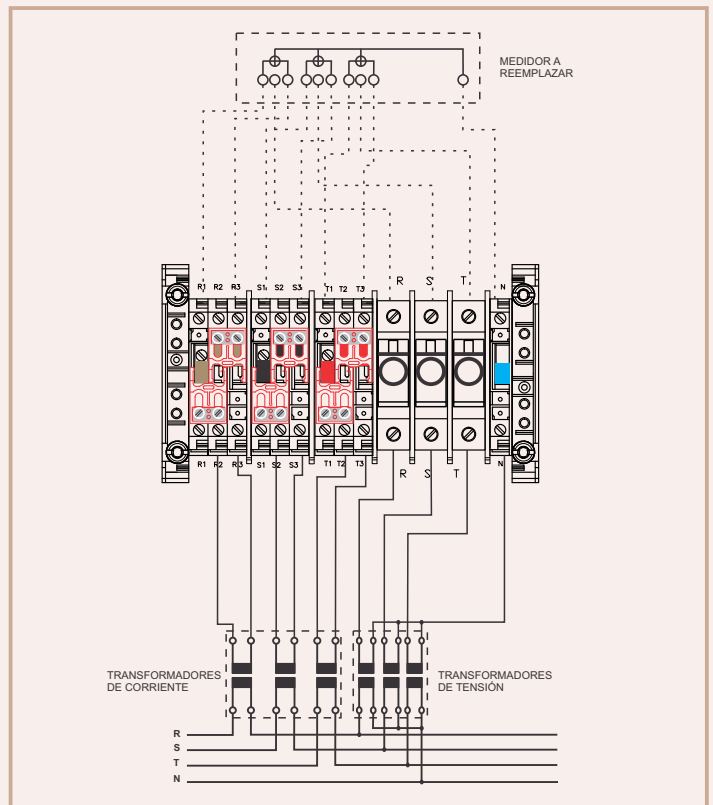 MEDIDOR A
REEMPLAZAR
R1 R2 R3 S1 S2 S3 T1 T2 T3 R S T N
R1 R2 R3 S1 S2 S3 T1 T2 T3 R S T N
TRANSFORMADORES
DE CORRIENTE
TRANSFORMADORES
DE TENSIÓN
R
S
T
N